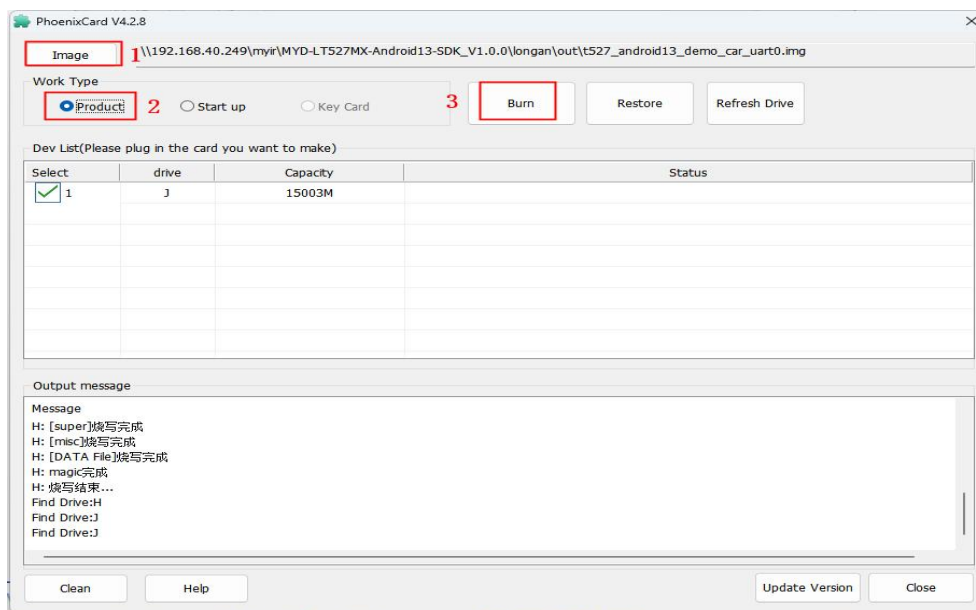 PhoenixCard V4.2.8
Image 1 \\192.168.40.249\myir\MYD-LT527MX-Android13-SDK_V1.0.0\longan\out\t527_android13_demo_car_uart0.img
Work Type
Product 2 Start up Key Card 3 Burn Restore Refresh Drive
Dev List(Please plug in the card you want to make)
Select drive Capacity Status
1 J 15003M
Output message
Message
H: [super]烧写完成
H: [misc]烧写完成
H: [DATA File]烧写完成
H: magic完成
H: 烧写结束...
Find Drive:H
Find Drive:J
Find Drive:J
Clean Help Update Version Close